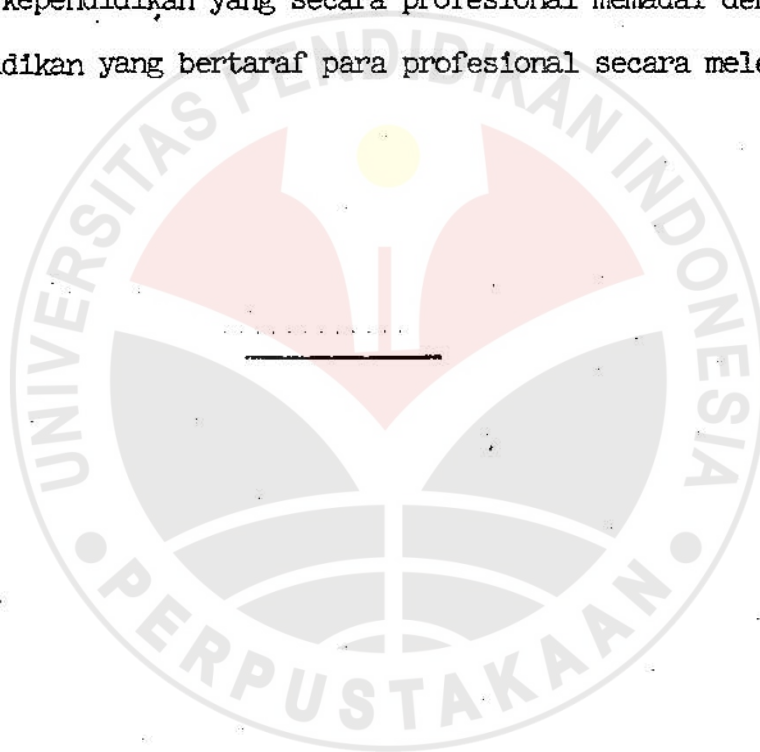 kependidikan yang secara profesional memadai
dikan yang bertaraf para profesional secara
UNIVERSITAS PENDIDIKAN INDONESIA
PERPUSTAKAAN